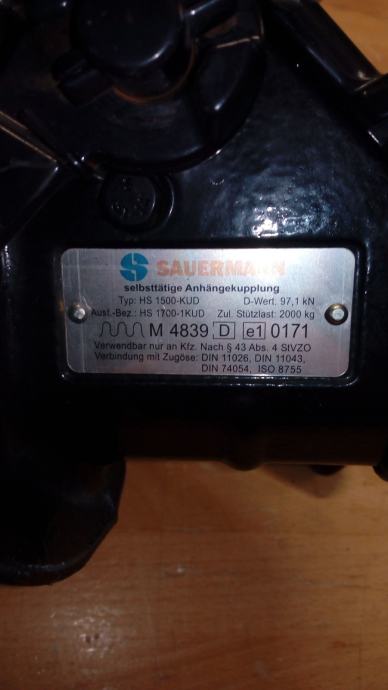 SAUERMANN
selbsttätige Anhängekupplung
Typ: HS 1500-KUD D-Wert. 97,1 kN
Ausf.-Bez.: HS 1700-1KUD Zul. Stützlast: 2000 kg
M 4839 D e1 0171
Verwendbar nur an Kfz. Nach § 43 Abs. 4 StVZO
Verbindung mit Zugöse: DIN 11026, DIN 11043,
DIN 74054, ISO 8755